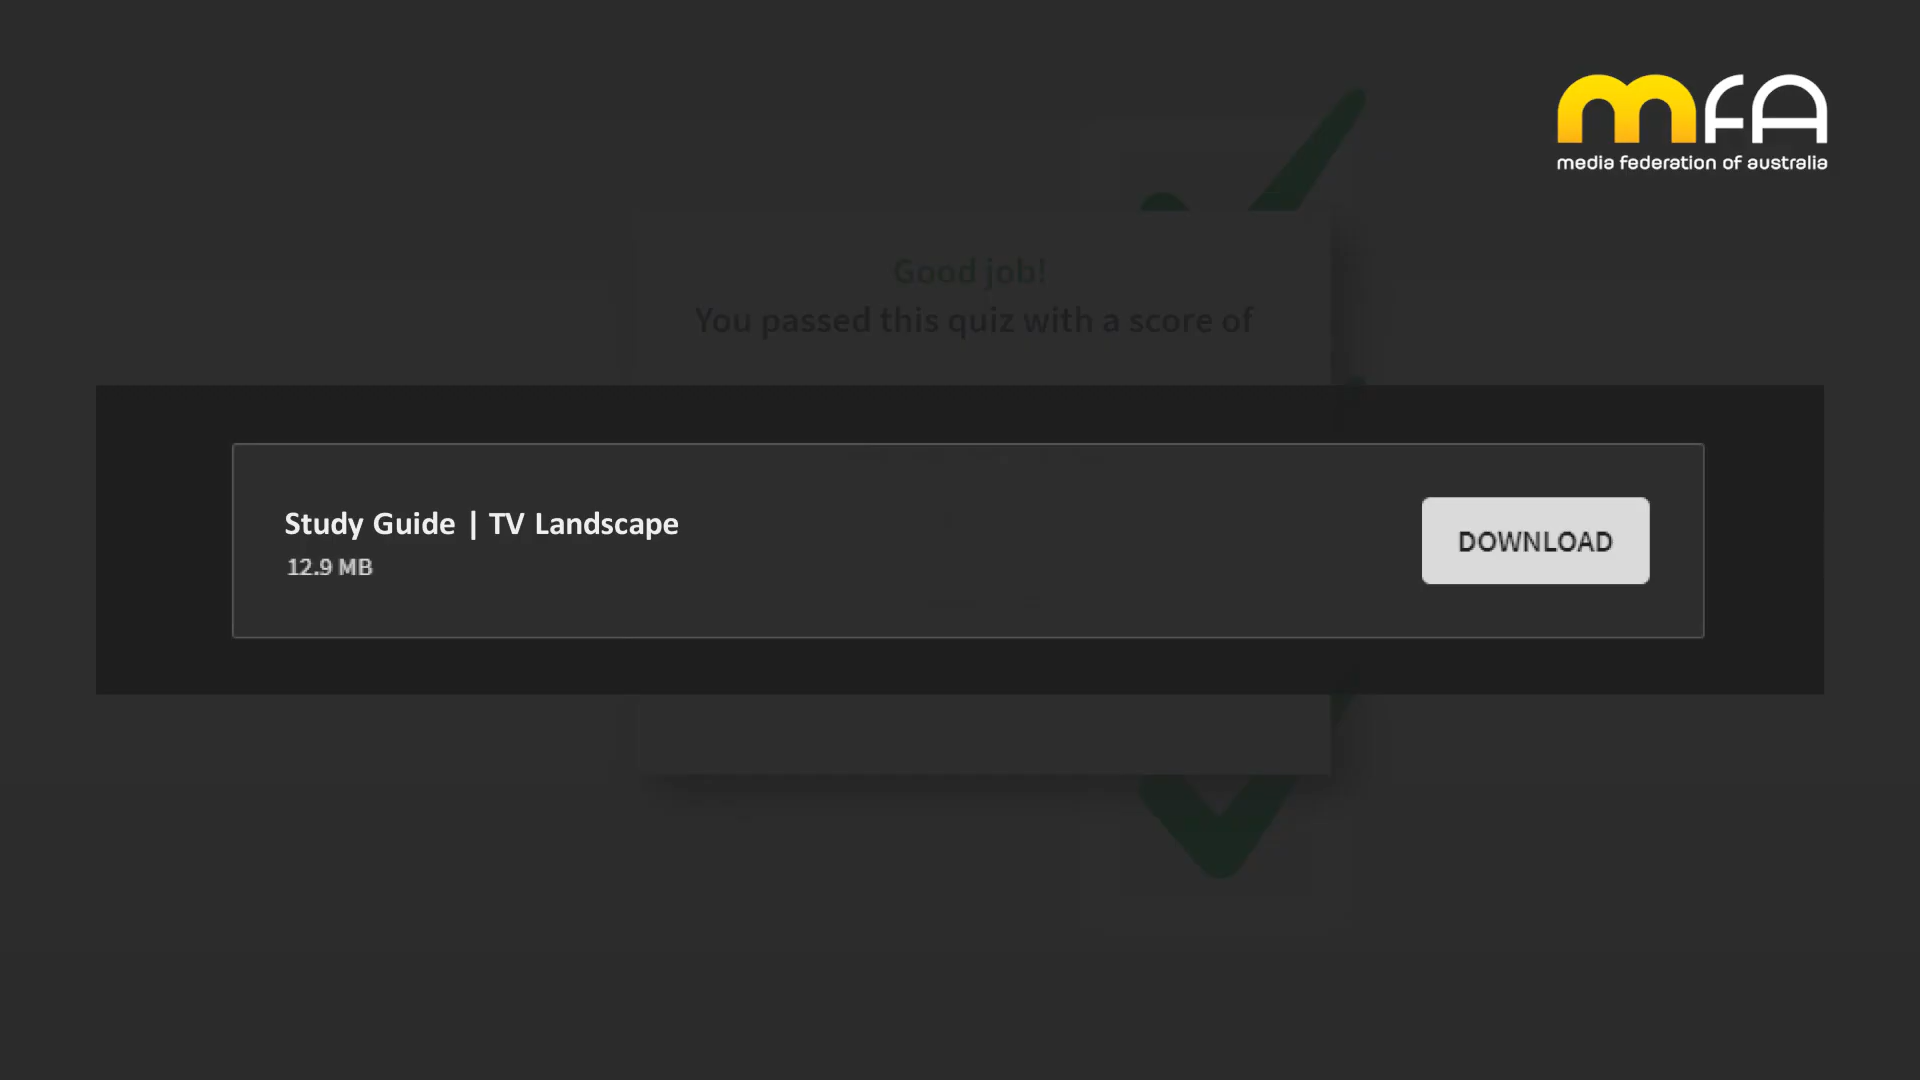 mfA
media federation of australia
Good job!
You passed this quiz with a score of
Study Guide | TV Landscape
12.9 MB
DOWNLOAD